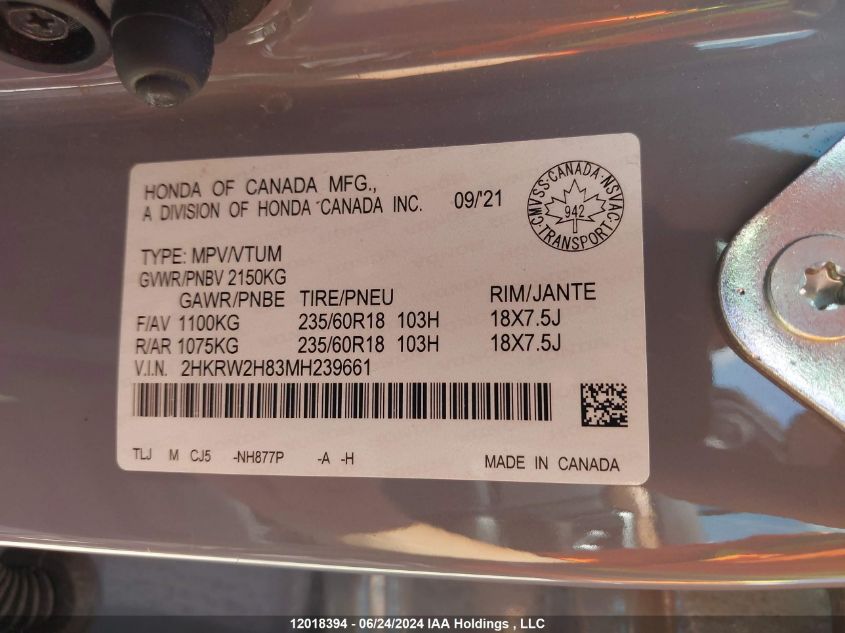 HONDA OF CANADA MFG.,
A DIVISION OF HONDA CANADA INC. 09/'21
CMVSS·CANADA·NSVAC·TRANSPORT
942
TYPE: MPV/VTUM
GVWR/PNBV 2150KG
GAWR/PNBE TIRE/PNEU RIM/JANTE
F/AV 1100KG 235/60R18 103H 18X7.5J
R/AR 1075KG 235/60R18 103H 18X7.5J
V.I.N. 2HKRW2H83MH239661
TLJ M CJ5 -NH877P -A -H MADE IN CANADA
12018394 - 06/24/2024 IAA Holdings , LLC